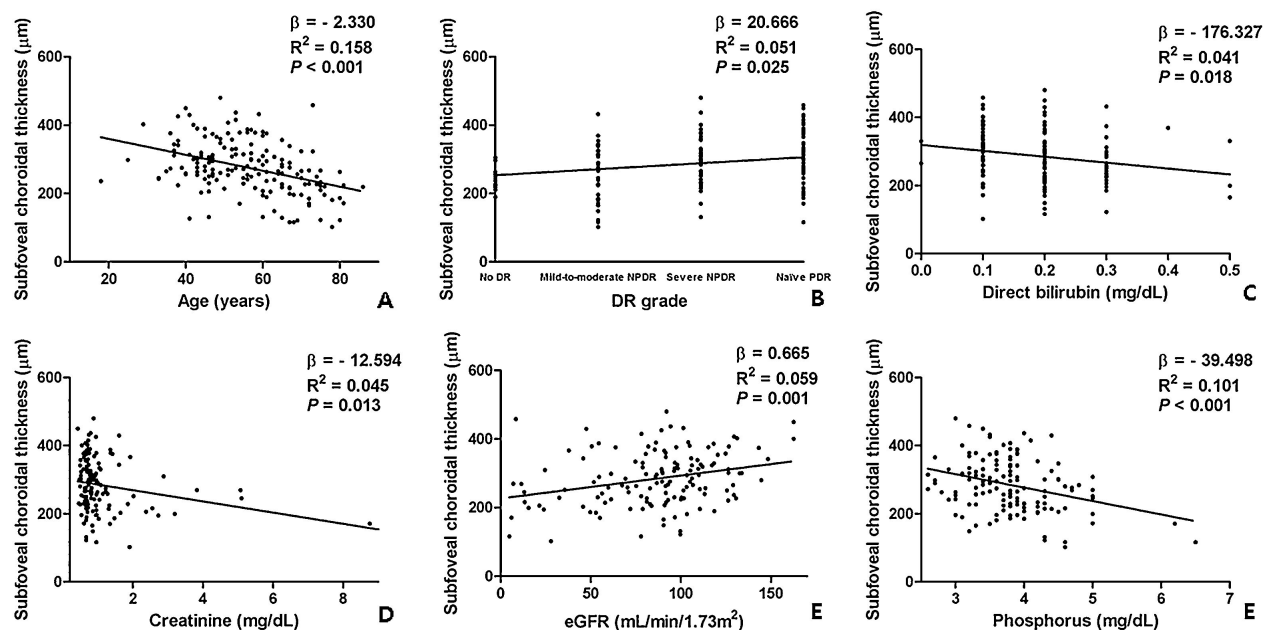 β = - 2.330
R² = 0.158
P < 0.001
Subfoveal choroidal thickness (μm)
600
400
200
0
20 40 60 80
Age (years)
A
β = 20.666
R² = 0.051
P = 0.025
Subfoveal choroidal thickness (μm)
600
400
200
0
No DR Mild-to-moderate NPDR Severe NPDR Naïve PDR
DR grade
B
β = - 176.327
R² = 0.041
P = 0.018
Subfoveal choroidal thickness (μm)
600
400
200
0
0.0 0.1 0.2 0.3 0.4 0.5
Direct bilirubin (mg/dL)
C
β = - 12.594
R² = 0.045
P = 0.013
Subfoveal choroidal thickness (μm)
600
400
200
0
2 4 6 8
Creatinine (mg/dL)
D
β = 0.665
R² = 0.059
P = 0.001
Subfoveal choroidal thickness (μm)
600
400
200
0
0 50 100 150
eGFR (mL/min/1.73m²)
E
β = - 39.498
R² = 0.101
P < 0.001
Subfoveal choroidal thickness (μm)
600
400
200
0
3 4 5 6 7
Phosphorus (mg/dL)
E